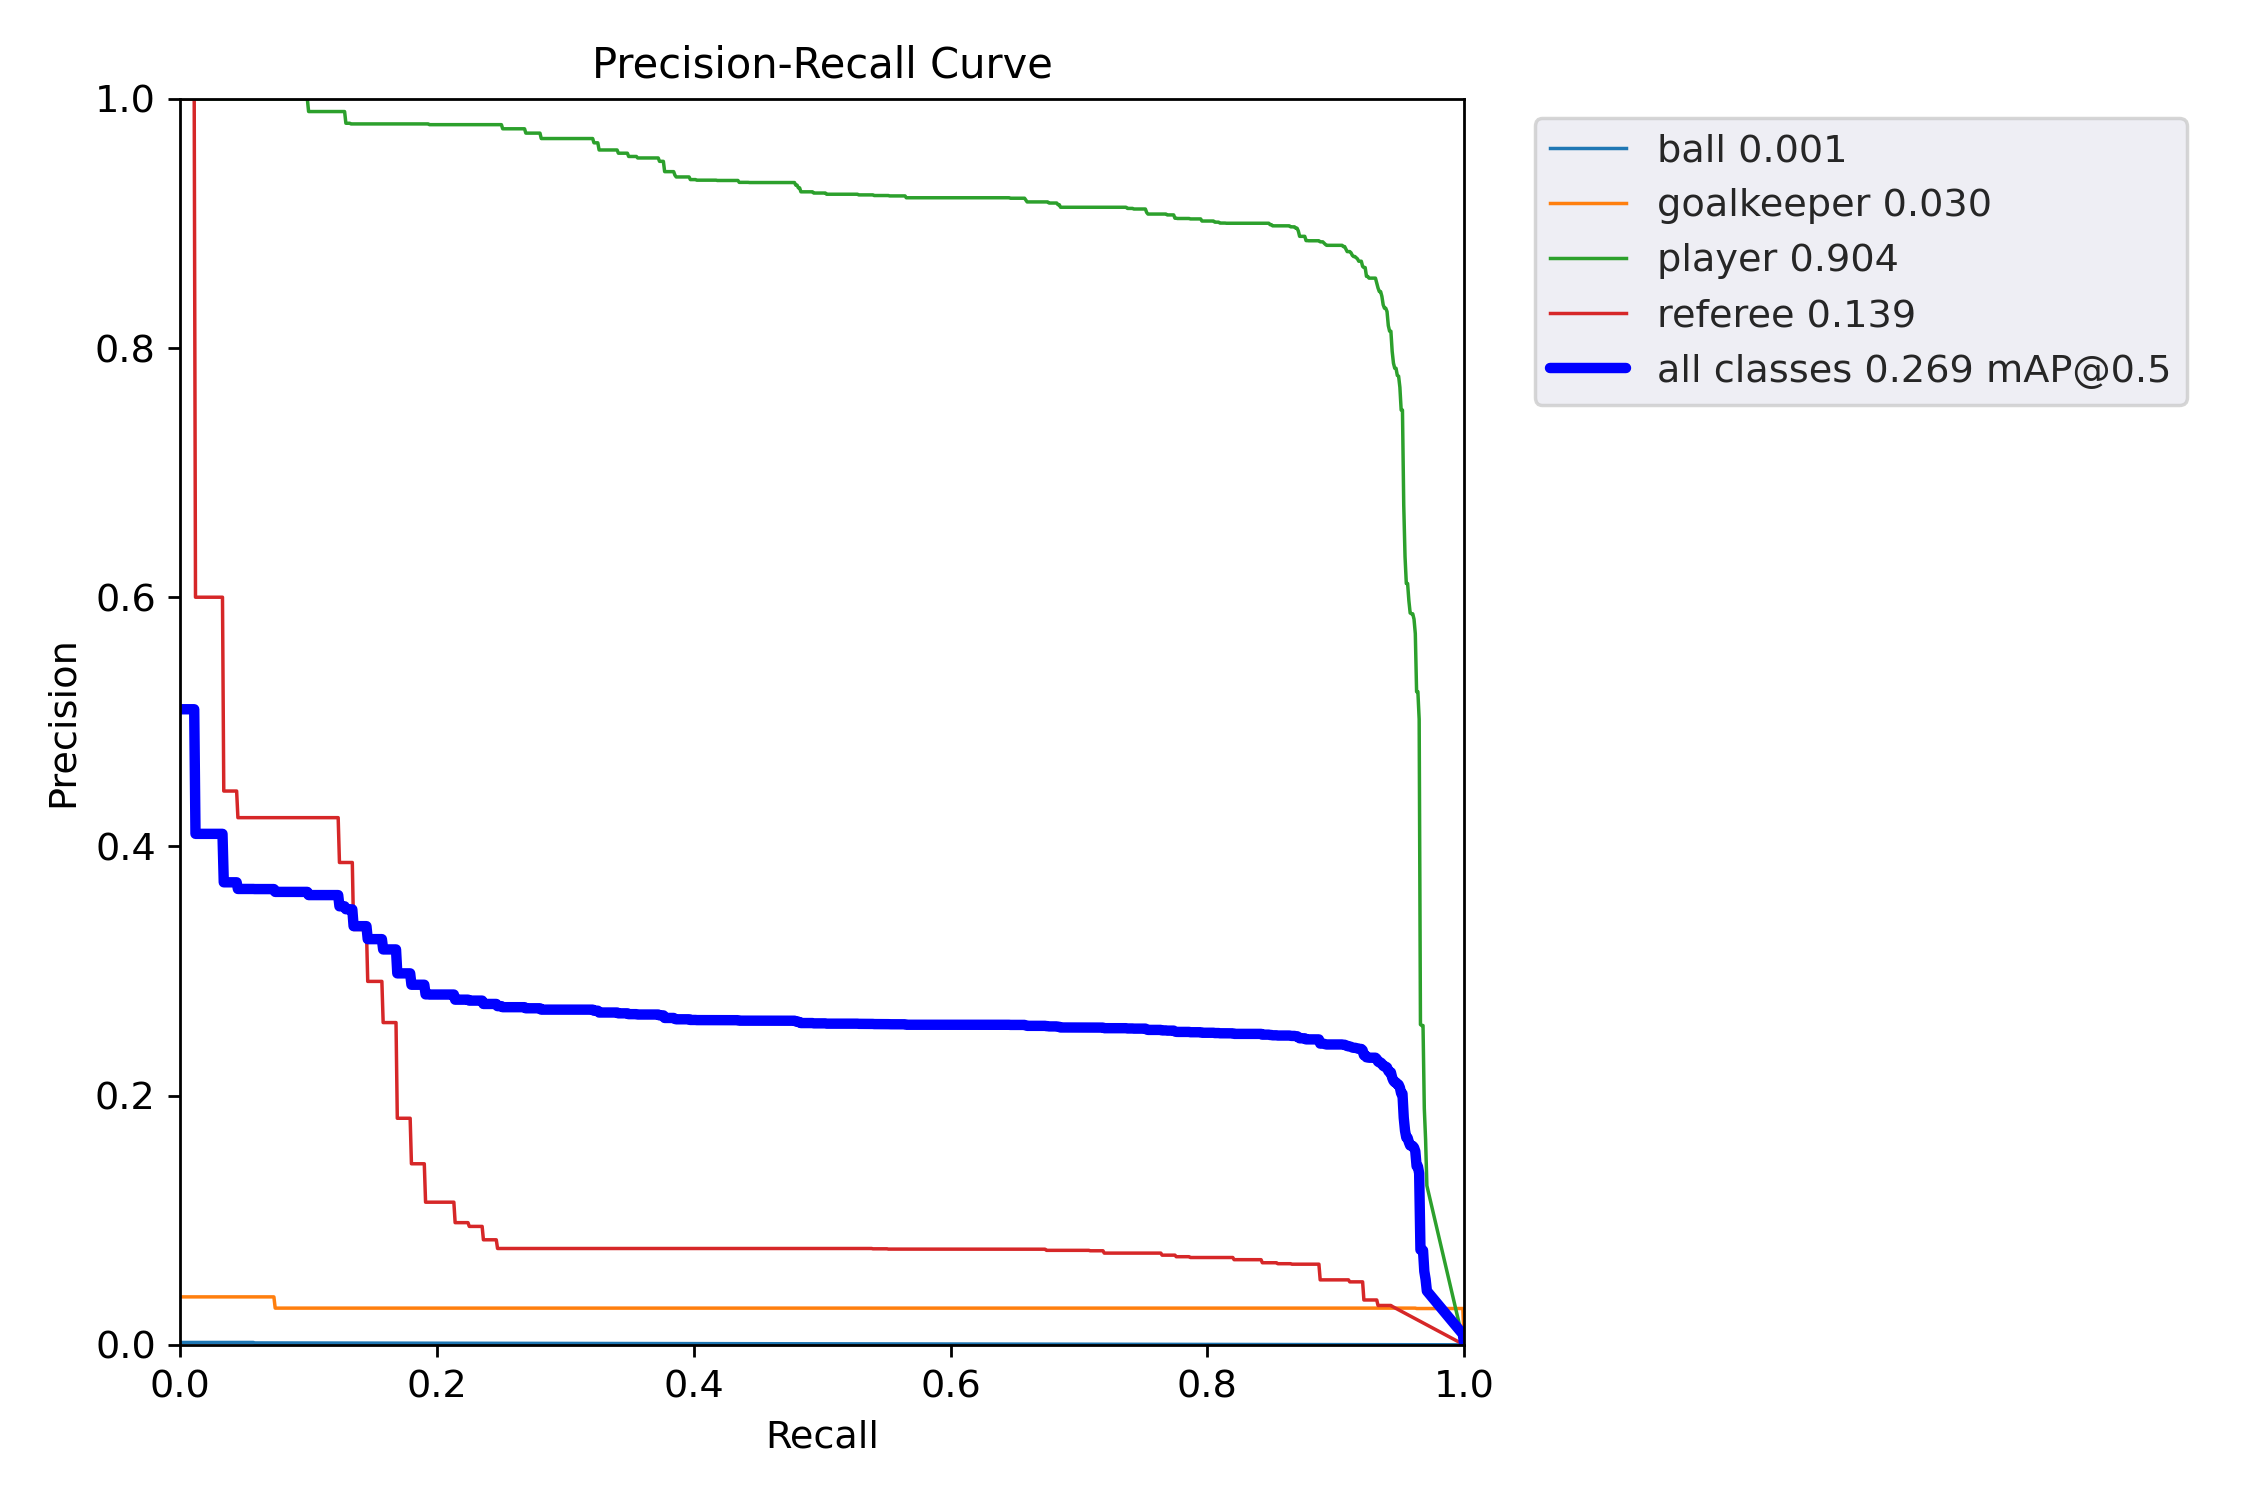 Precision-Recall Curve
ball 0.001
goalkeeper 0.030
player 0.904
referee 0.139
all classes 0.269 mAP@0.5
Precision
1.0
0.8
0.6
0.4
0.2
0.0
0.0 0.2 0.4 0.6 0.8 1.0
Recall